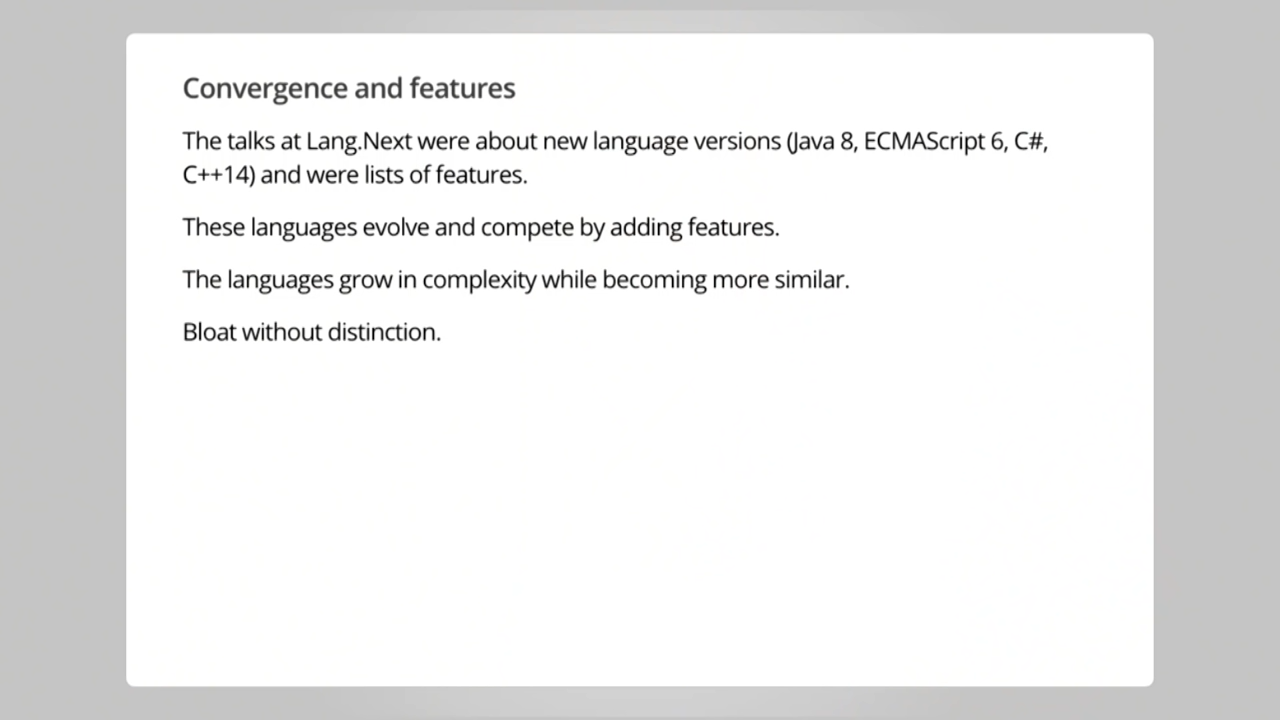 Convergence and features
The talks at Lang.Next were about new language versions (Java 8, ECMAScript 6, C#,
C++14) and were lists of features.
These languages evolve and compete by adding features.
The languages grow in complexity while becoming more similar.
Bloat without distinction.